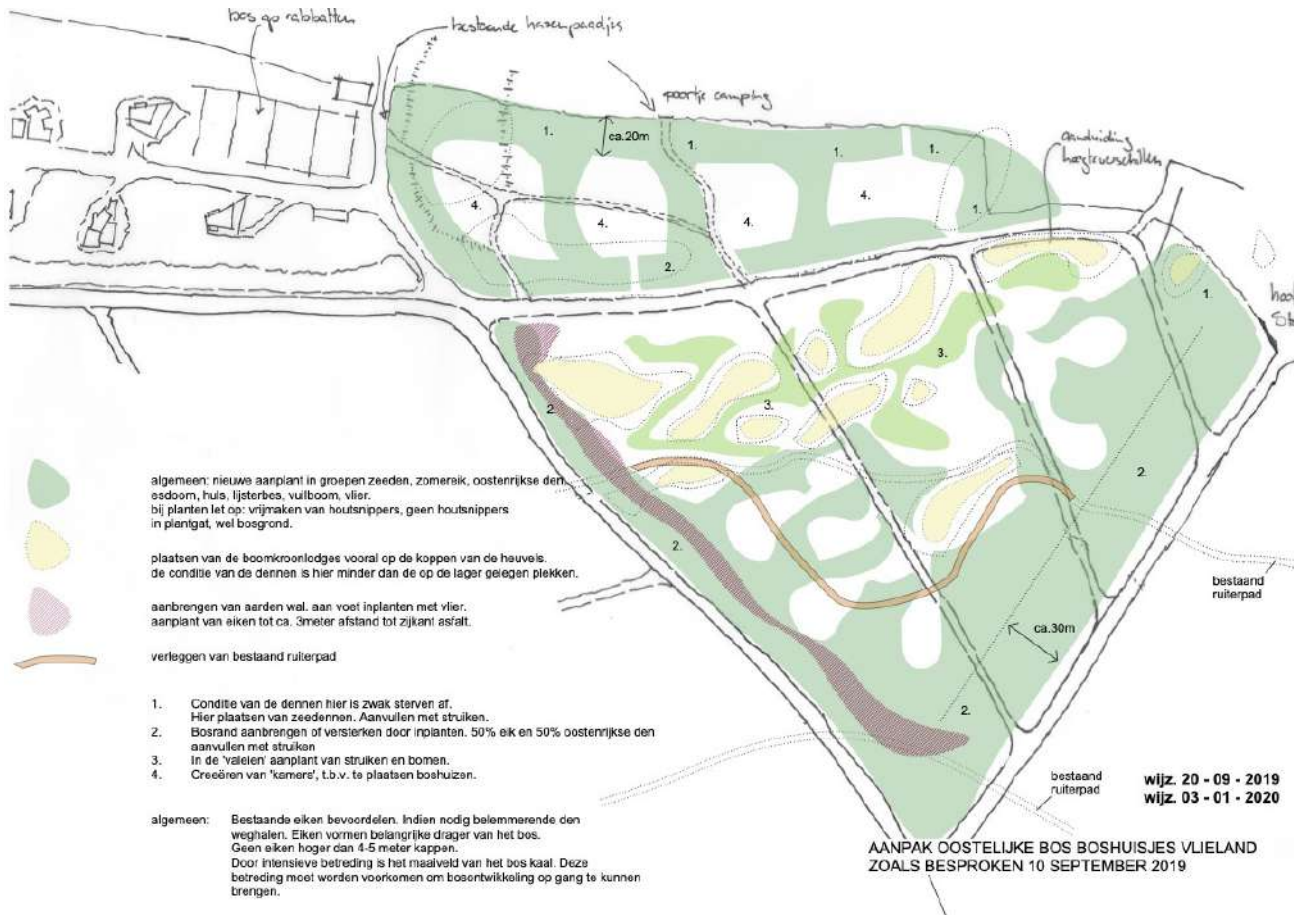 bos op rabbatten
bestaande hazenpaadjes
poortje camping
aanduiding
hoogteverschillen
ca.20m
1.
1.
1.
1.
1.
1.
4.
4.
4.
4.
2.
3.
3.
2.
2.
2.
2.
ca.30m
bestaand
ruiterpad
bestaand
ruiterpad
algemeen: nieuwe aanplant in groepen zeeden, zomereik, oostenrijkse den,
esdoorn, huls, lijsterbes, vuilboom, vlier.
bij planten let op: vrijmaken van houtsnippers, geen houtsnippers
in plantgat, wel bosgrond.
plaatsen van de boomkroonlodges vooral op de koppen van de heuvels.
de conditie van de dennen is hier minder dan de op de lager gelegen plekken.
aanbrengen van aarden wal. aan voet inplanten met vlier.
aanplant van eiken tot ca. 3meter afstand tot zijkant asfalt.
verleggen van bestaand ruiterpad
1. Conditie van de dennen hier is zwak sterven af.
Hier plaatsen van zeedennen. Aanvullen met struiken.
2. Bosrand aanbrengen of versterken door inplanten. 50% eik en 50% oostenrijkse den
aanvullen met struiken
3. In de 'valeien' aanplant van struiken en bomen.
4. Creeëren van 'kamers', t.b.v. te plaatsen boshuizen.
algemeen: Bestaande eiken bevoordelen. Indien nodig belemmerende den
weghalen. Eiken vormen belangrijke drager van het bos.
Geen eiken hoger dan 4-5 meter kappen.
Door intensieve betreding is het maaiveld van het bos kaal. Deze
betreding moet worden voorkomen om bosontwikkeling op gang te kunnen
brengen.
wijz. 20 - 09 - 2019
wijz. 03 - 01 - 2020
AANPAK OOSTELIJKE BOS BOSHUISJES VLIELAND
ZOALS BESPROKEN 10 SEPTEMBER 2019